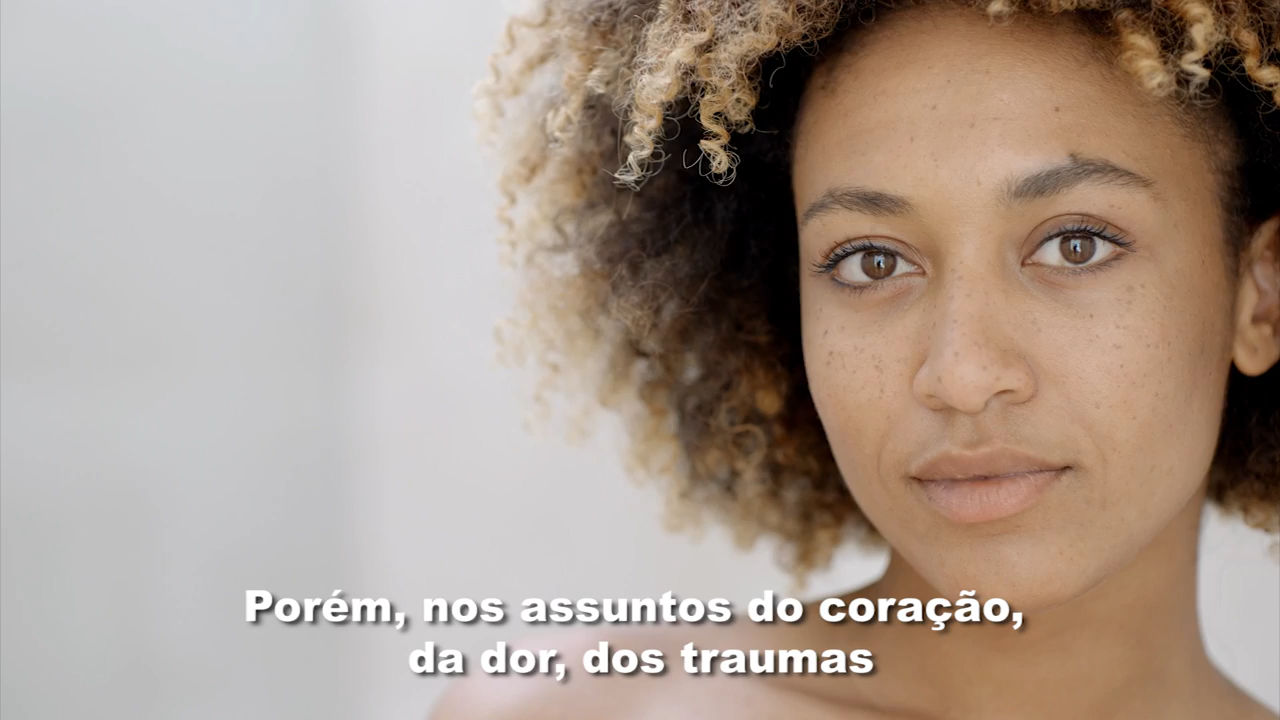 Porém, nos assuntos do coração,
da dor, dos traumas